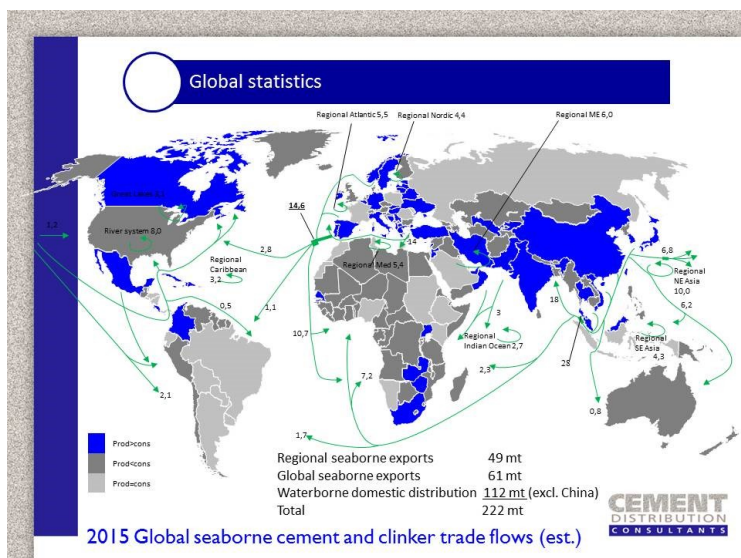 Global statistics
Regional Atlantic 5,5
Regional Nordic 4,4
Regional ME 6,0
2,2
River system 8,0
14,6
14
2,8
Regional
Caribbean
3,2
Regional Med 5,4
6,8
Regional
NE Asia
10,0
0,5
1,1
3
18
6,2
10,7
Regional
Indian Ocean 2,7
Regional
SE Asia
4,3
28
7,2
2,3
2,1
0,8
1,7
Prod>cons
Prod<cons
Prod=cons
Regional seaborne exports 49 mt
Global seaborne exports 61 mt
Waterborne domestic distribution 112 mt (excl. China)
Total 222 mt
CEMENT
DISTRIBUTION
CONSULTANTS
2015 Global seaborne cement and clinker trade flows (est.)